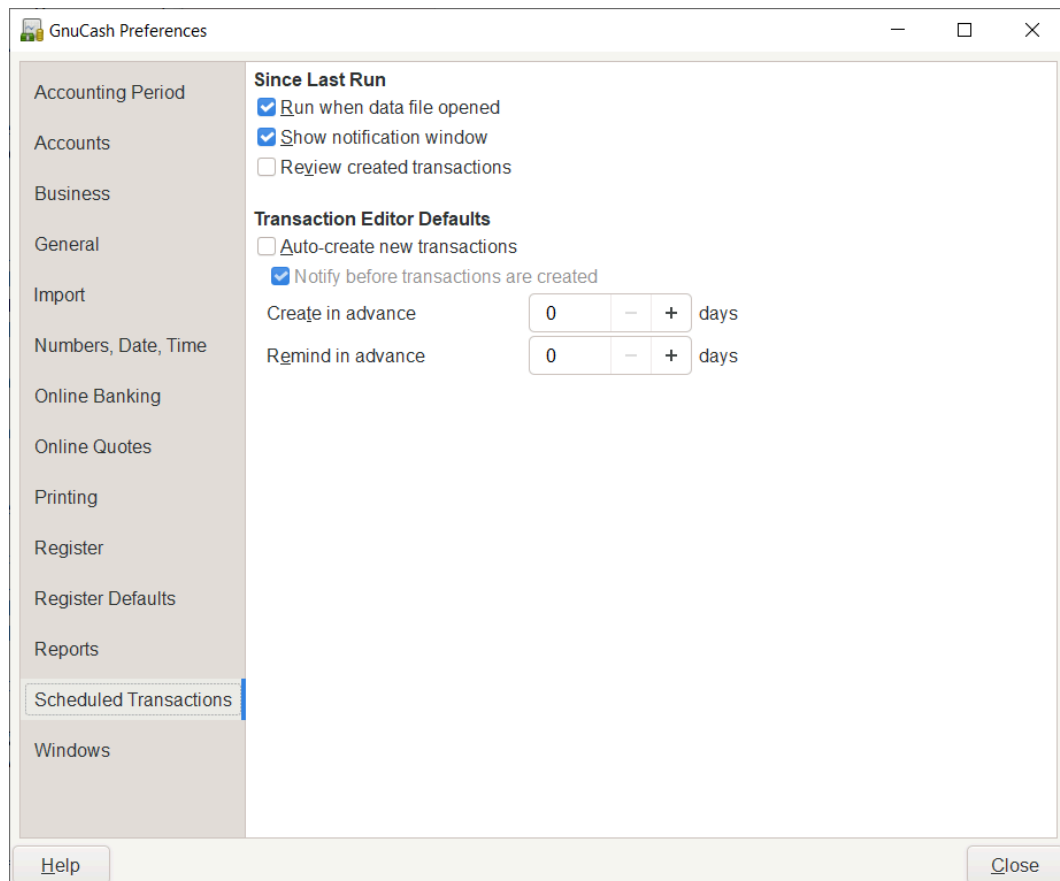 GnuCash Preferences
Accounting Period
Accounts
Business
General
Import
Numbers, Date, Time
Online Banking
Online Quotes
Printing
Register
Register Defaults
Reports
Scheduled Transactions
Windows
Since Last Run
Run when data file opened
Show notification window
Review created transactions
Transaction Editor Defaults
Auto-create new transactions
Notify before transactions are created
Create in advance 0 − + days
Remind in advance 0 − + days
Help
Close